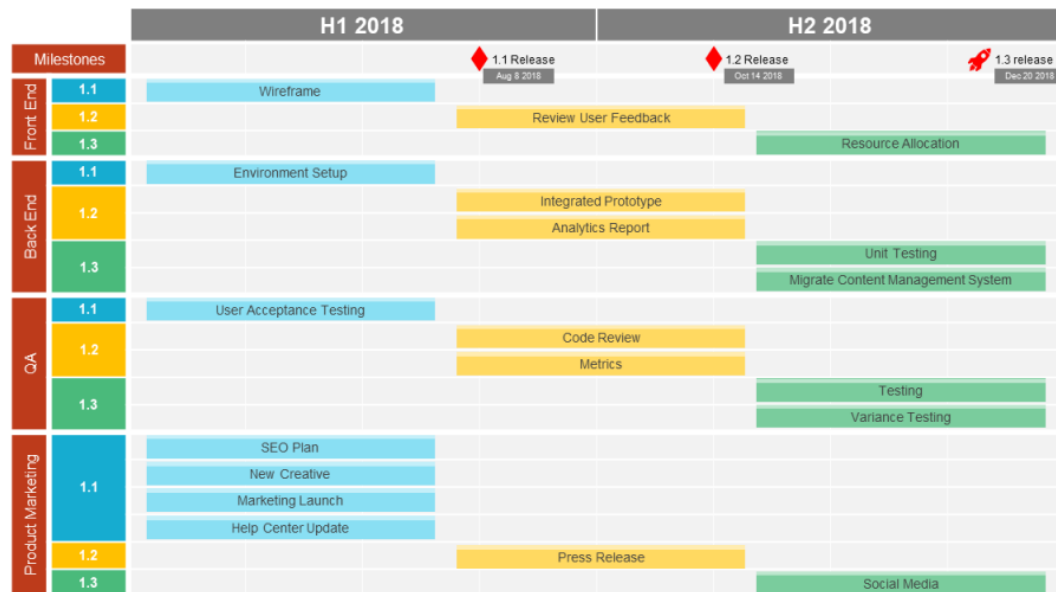 H1 2018
H2 2018
Milestones
1.1 Release
Aug 8 2018
1.2 Release
Oct 14 2018
1.3 release
Dec 20 2018
Front End
1.1
Wireframe
1.2
Review User Feedback
1.3
Resource Allocation
Back End
1.1
Environment Setup
1.2
Integrated Prototype
Analytics Report
1.3
Unit Testing
Migrate Content Management System
QA
1.1
User Acceptance Testing
1.2
Code Review
Metrics
1.3
Testing
Variance Testing
Product Marketing
1.1
SEO Plan
New Creative
Marketing Launch
Help Center Update
1.2
Press Release
1.3
Social Media